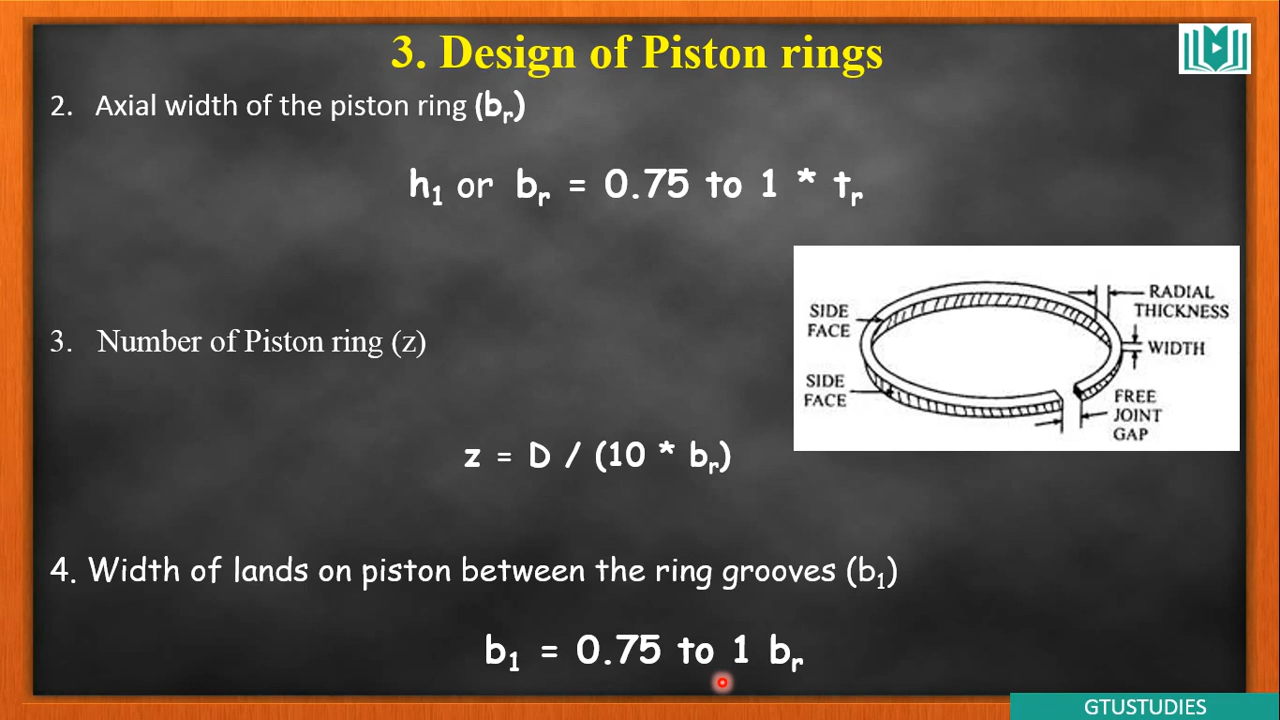 3. Design of Piston rings
2. Axial width of the piston ring (bᵣ)
h₁ or bᵣ = 0.75 to 1 * tᵣ
SIDE
FACE
RADIAL
THICKNESS
WIDTH
SIDE
FACE
FREE
JOINT
GAP
3. Number of Piston ring (z)
z = D / (10 * bᵣ)
4. Width of lands on piston between the ring grooves (b₁)
b₁ = 0.75 to 1 bᵣ
GTUSTUDIES